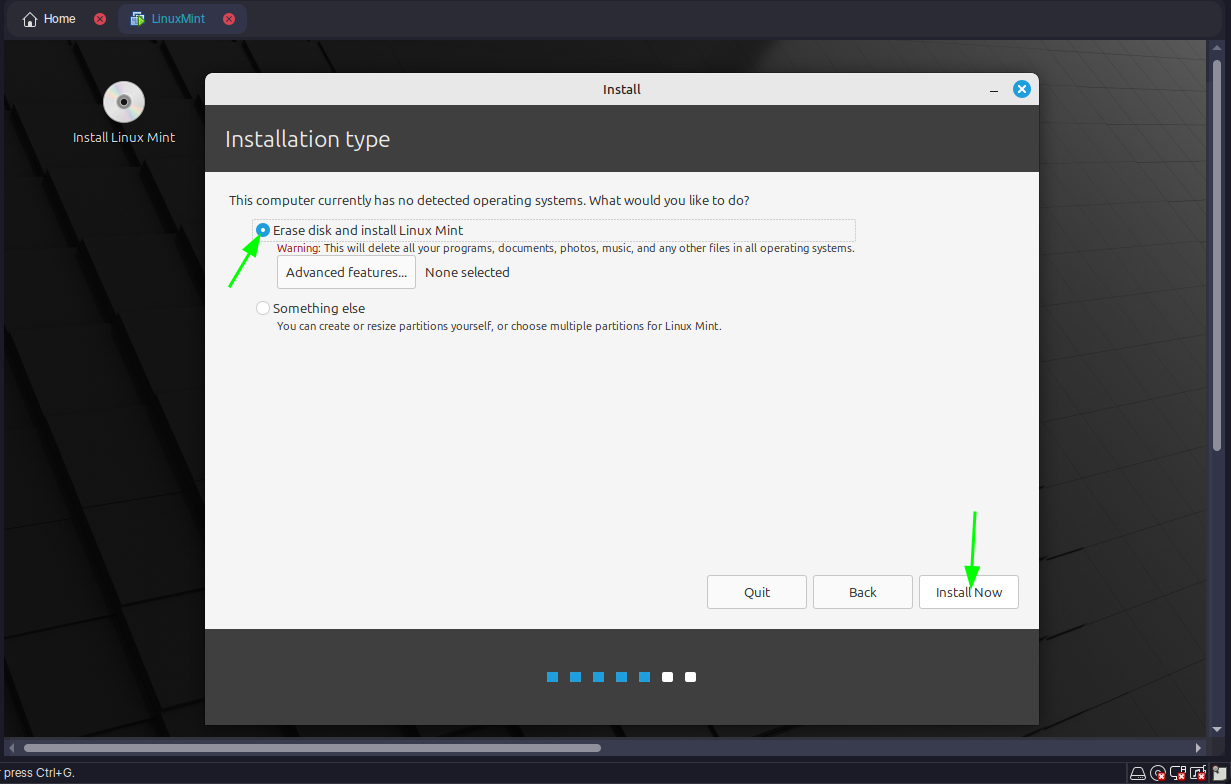 Home
LinuxMint
Install Linux Mint
Install
Installation type
This computer currently has no detected operating systems. What would you like to do?
Erase disk and install Linux Mint
Warning: This will delete all your programs, documents, photos, music, and any other files in all operating systems.
Advanced features... None selected
Something else
You can create or resize partitions yourself, or choose multiple partitions for Linux Mint.
Quit Back Install Now
press Ctrl+G.